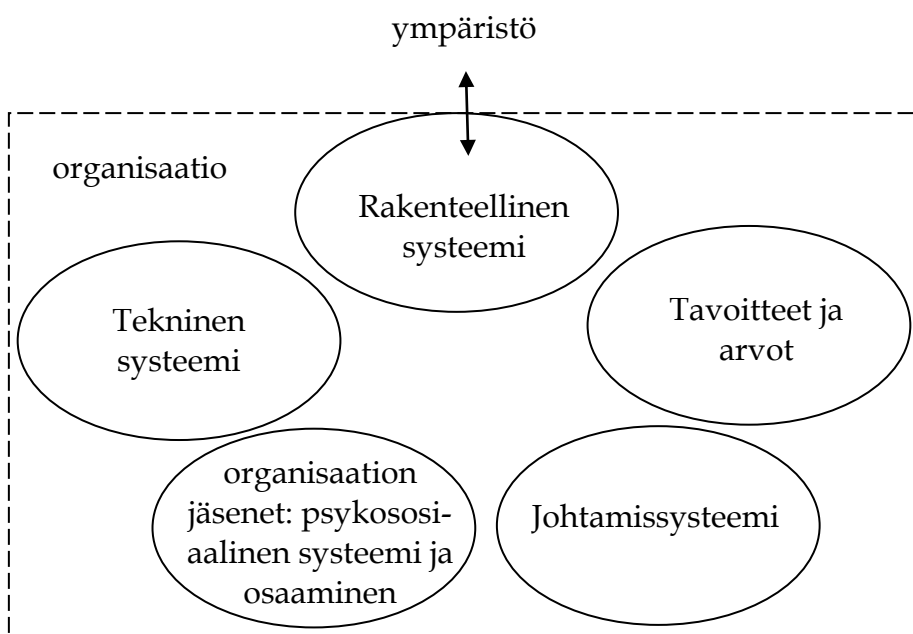 ympäristö
organisaatio
Rakenteellinen
systeemi
Tekninen
systeemi
Tavoitteet ja
arvot
organisaation
jäsenet: psykososi-
aalinen systeemi ja
osaaminen
Johtamissysteemi